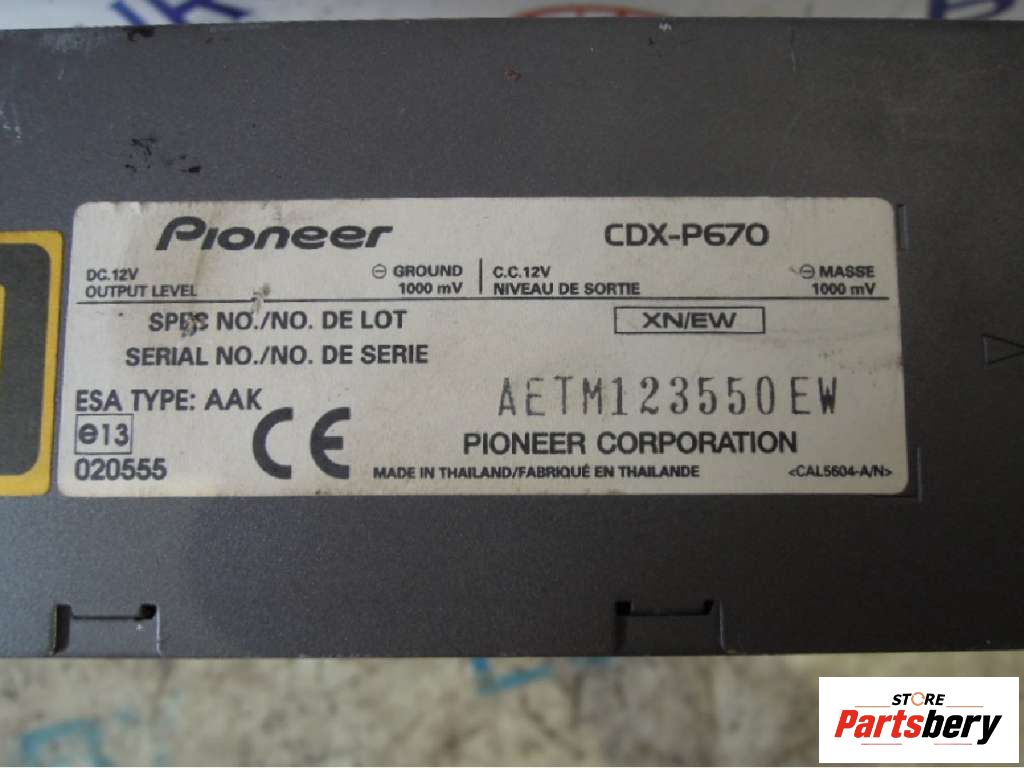 Pioneer CDX-P670
DC.12V ⊖ GROUND C.C.12V ⊖ MASSE
OUTPUT LEVEL 1000 mV NIVEAU DE SORTIE 1000 mV
SPEC NO./NO. DE LOT XN/EW
SERIAL NO./NO. DE SERIE
ESA TYPE: AAK AETM123550EW
e13 CE PIONEER CORPORATION
020555 MADE IN THAILAND/FABRIQUÉ EN THAILANDE <CAL5604-A/N>
STORE
Partsbery